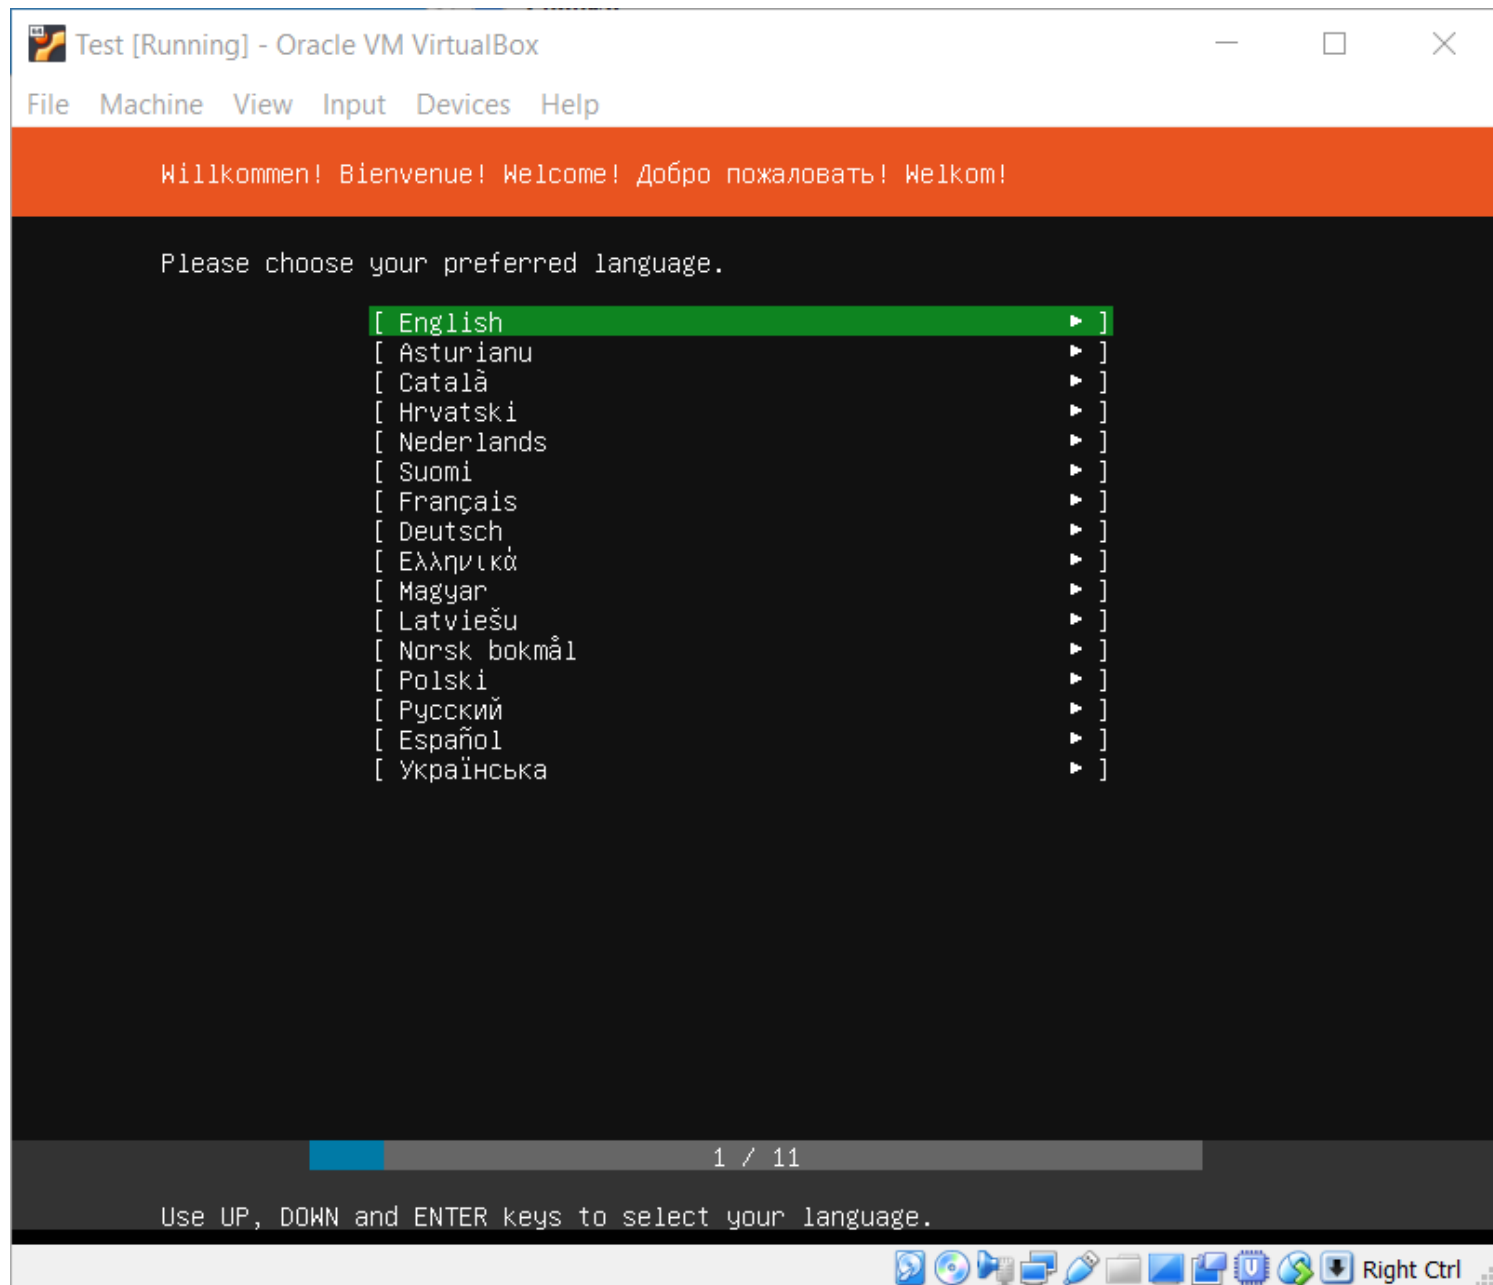 Test [Running] - Oracle VM VirtualBox
File Machine View Input Devices Help
Willkommen! Bienvenue! Welcome! Добро пожаловать! Welkom!
Please choose your preferred language.
[ English ► ]
[ Asturianu ► ]
[ Català ► ]
[ Hrvatski ► ]
[ Nederlands ► ]
[ Suomi ► ]
[ Français ► ]
[ Deutsch ► ]
[ Ελληνικά ► ]
[ Magyar ► ]
[ Latviešu ► ]
[ Norsk bokmål ► ]
[ Polski ► ]
[ Русский ► ]
[ Español ► ]
[ Українська ► ]
1 / 11
Use UP, DOWN and ENTER keys to select your language.
Right Ctrl